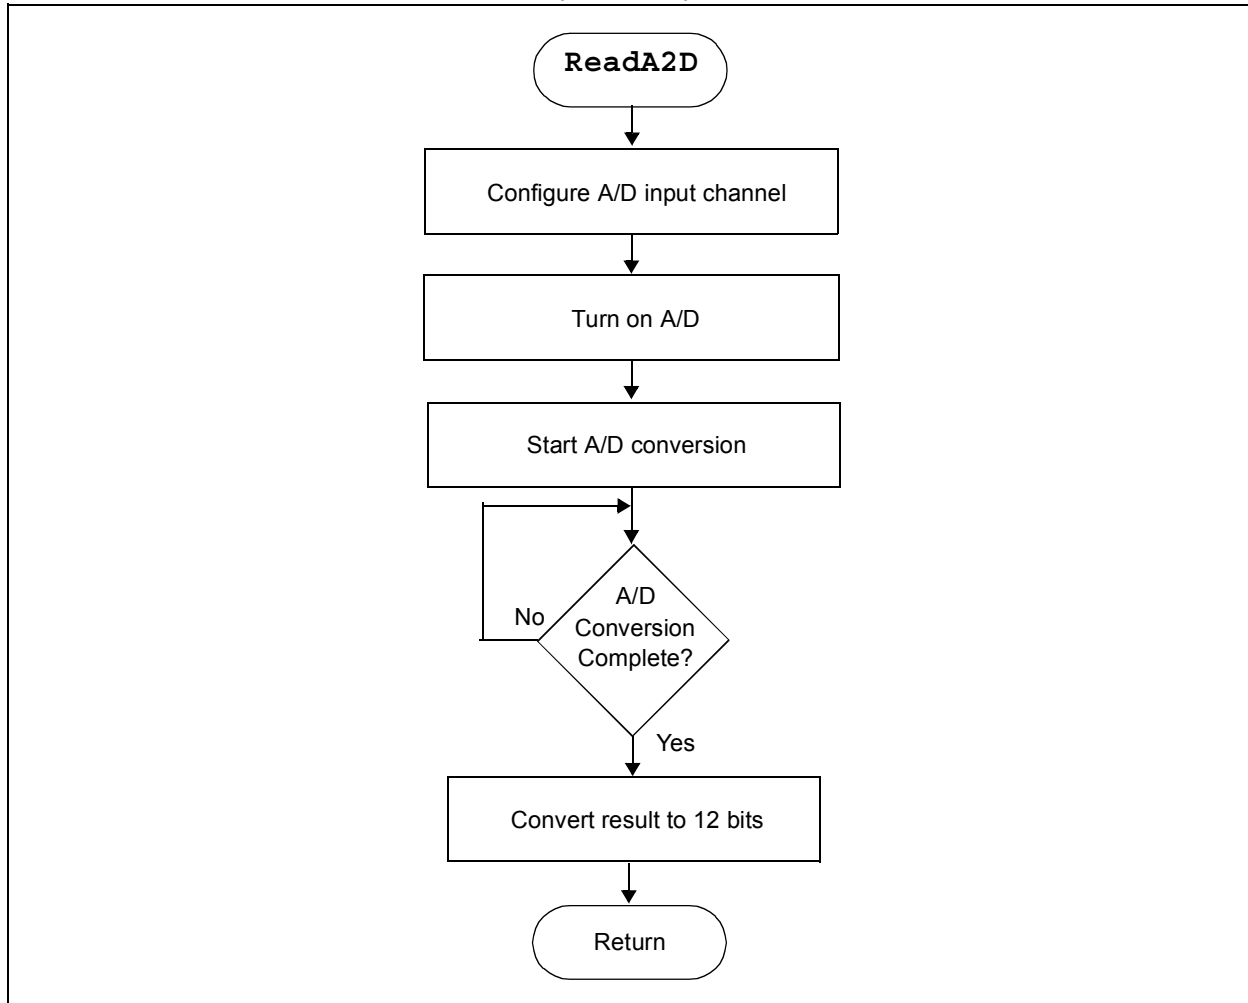 ReadA2D
Configure A/D input channel
Turn on A/D
Start A/D conversion
A/D
Conversion
Complete?
No
Yes
Convert result to 12 bits
Return